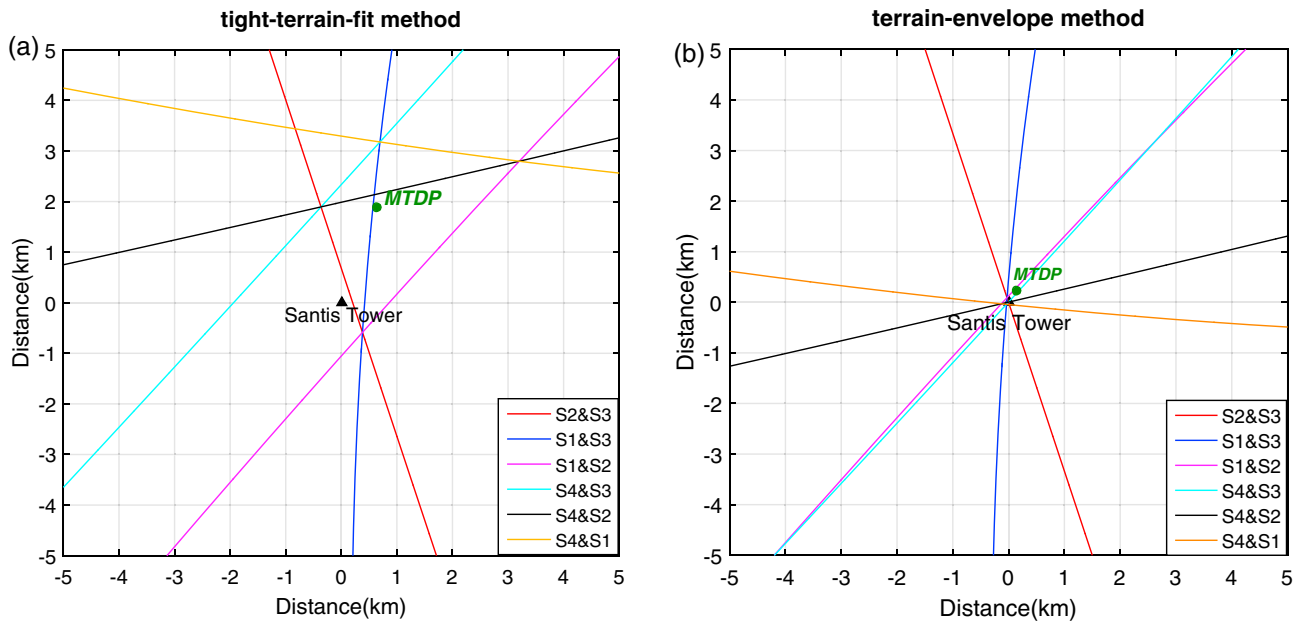 tight-terrain-fit method
(a)
5
4
3
2
1
0
-1
-2
-3
-4
-5
Distance(km)
MTDP
Santis Tower
S2&S3
S1&S3
S1&S2
S4&S3
S4&S2
S4&S1
-5 -4 -3 -2 -1 0 1 2 3 4 5
Distance(km)
terrain-envelope method
(b)
5
4
3
2
1
0
-1
-2
-3
-4
-5
Distance(km)
MTDP
Santis Tower
S2&S3
S1&S3
S1&S2
S4&S3
S4&S2
S4&S1
-5 -4 -3 -2 -1 0 1 2 3 4 5
Distance(km)